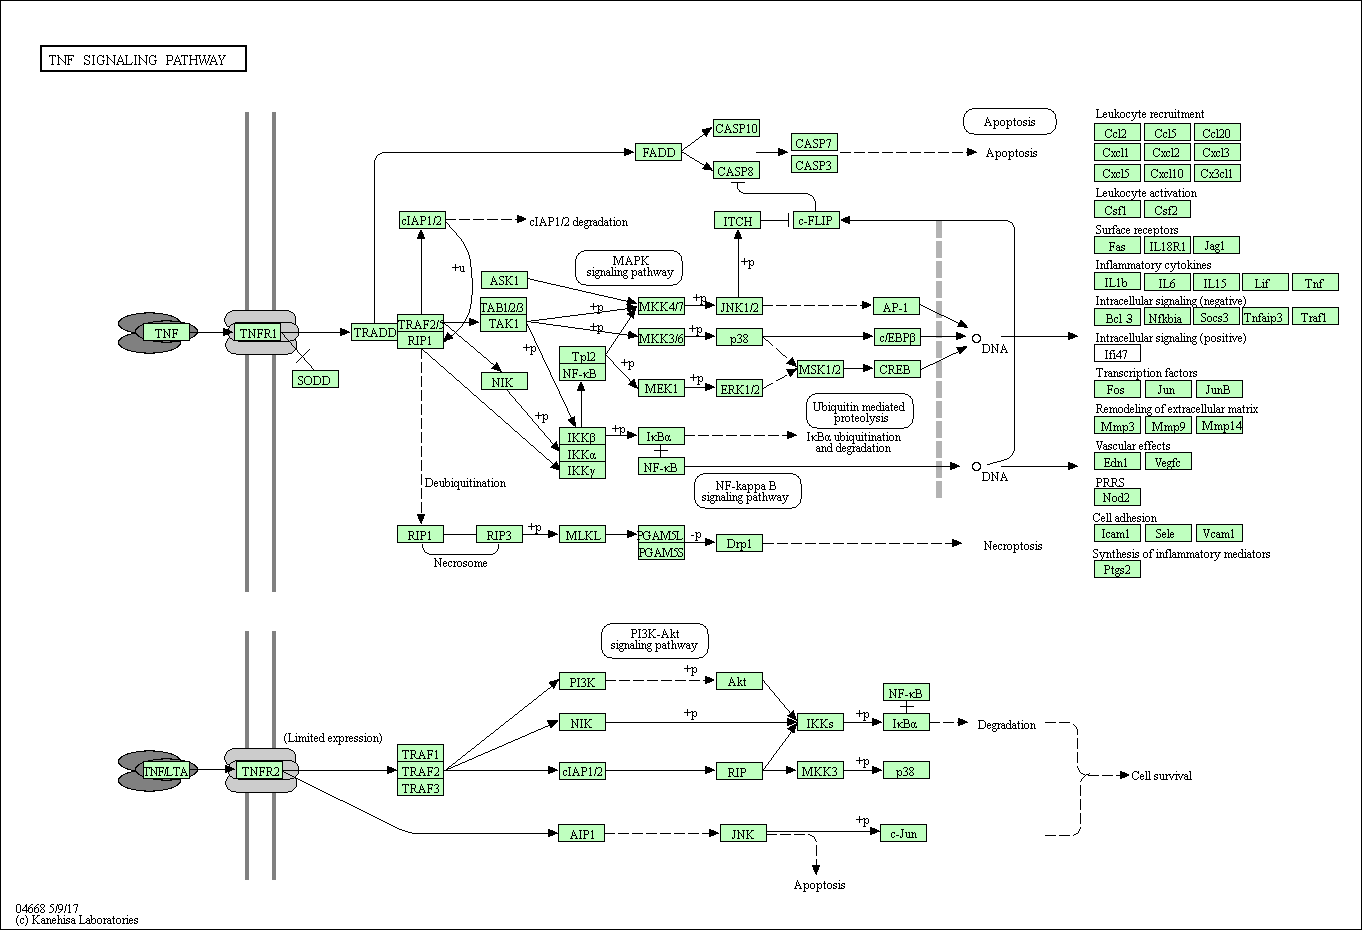 TNF SIGNALING PATHWAY
Apoptosis
Leukocyte recruitment
Ccl2 Ccl5 Ccl20
Cxcl1 Cxcl2 Cxcl3
Cxcl5 Cxcl10 Cx3cl1
Leukocyte activation
Csf1 Csf2
Surface receptors
Fas IL18R1 Jag1
Inflammatory cytokines
IL1b IL6 IL15 Lif Tnf
Intracellular signaling (negative)
Bcl3 Nfkbia Socs3 Tnfaip3 Traf1
Intracellular signaling (positive)
Ifi47
Transcription factors
Fos Jun JunB
Remodeling of extracellular matrix
Mmp3 Mmp9 Mmp14
Vascular effects
Edn1 Vegfc
PRRS
Nod2
Cell adhesion
Icam1 Sele Vcam1
Synthesis of inflammatory mediators
Ptgs2
CASP10
FADD
CASP7
CASP3
Apoptosis
CASP8
cIAP1/2
cIAP1/2 degradation
ITCH
c-FLIP
+u
+p
MAPK
signaling pathway
ASK1
TAB1/2/3
TAK1
+p
+p
+p
MKK4/7
+p
JNK1/2
AP-1
TNF
TNFR1
TRADD
TRAF2/5
RIP1
SODD
MKK3/6
+p
p38
c/EBPβ
DNA
Tpl2
NF-κB
+p
NIK
MEK1
+p
ERK1/2
MSK1/2
CREB
+p
Ubiquitin mediated
proteolysis
IKKβ
IKKα
IKKγ
+p
IκBα
IκBα ubiquitination
and degradation
NF-κB
DNA
NF-kappa B
signaling pathway
Deubiquitination
RIP1
RIP3
+p
MLKL
PGAM5L
PGAM5S
-p
Drp1
Necroptosis
Necrosome
PI3K-Akt
signaling pathway
PI3K
+p
Akt
NF-κB
NIK
+p
IKKs
+p
IκBα
Degradation
(Limited expression)
TNF/LTA
TNFR2
TRAF1
TRAF2
TRAF3
cIAP1/2
RIP
MKK3
+p
p38
Cell survival
AIP1
JNK
+p
c-Jun
Apoptosis
04668 5/9/17
(c) Kanehisa Laboratories